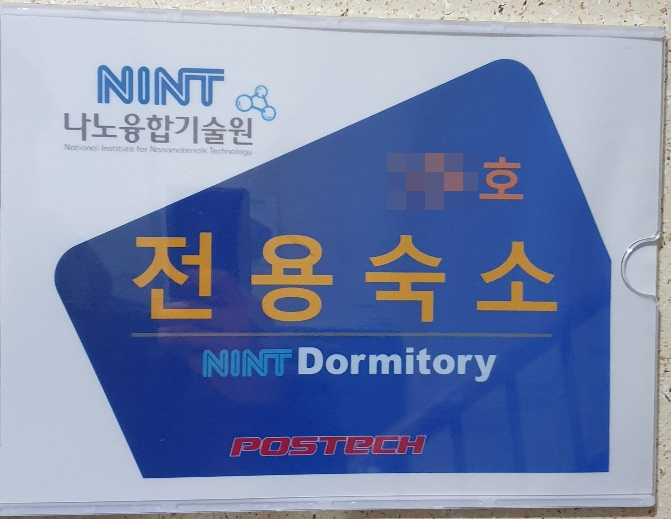 NINT
나노융합기술원
National Institute for Nanomaterials Technology
호
전용숙소
NINT Dormitory
POSTECH